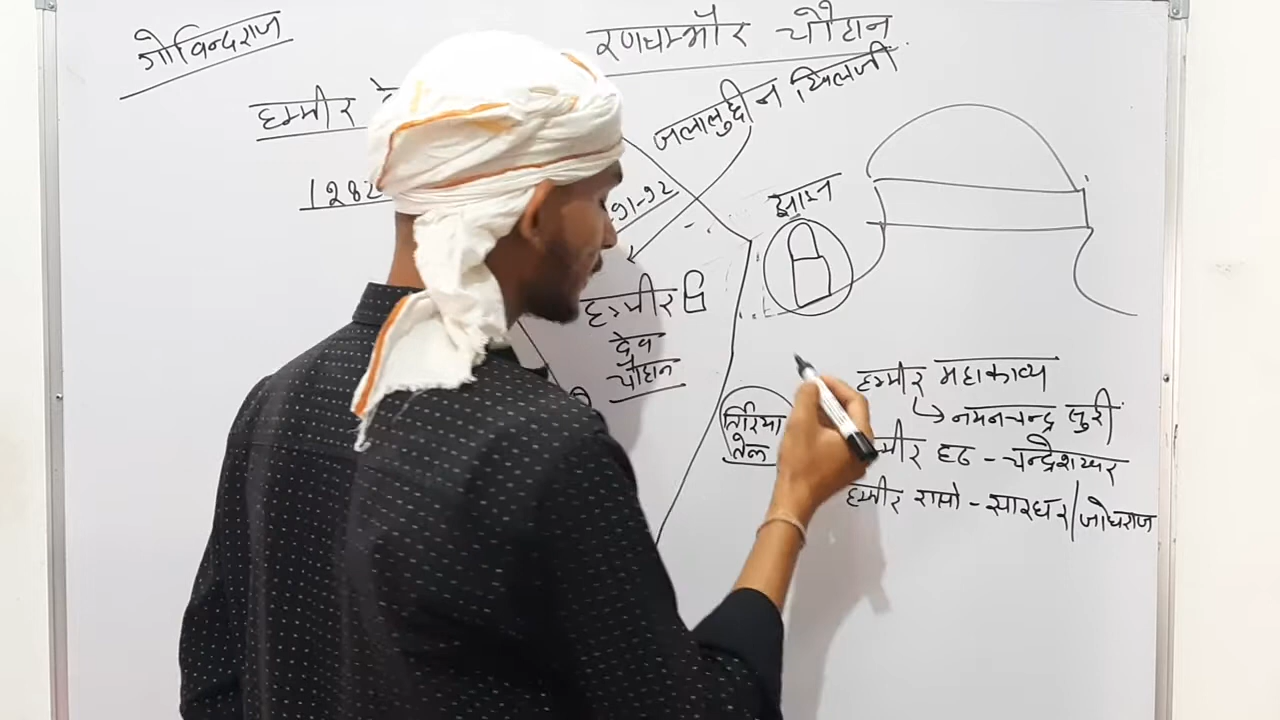 गोविन्दराज
रणथम्भौर चौहान
हम्मीर
जलालुद्दीन खिलजी
1282
91-92
झाइन
हम्मीर
देव
चौहान
हम्मीर महाकाव्य
नयनचन्द्र सुरी
तिरिया
तेल
हठ - चन्द्रशेखर
हम्मीर रासो - सारंधर/जोधराज